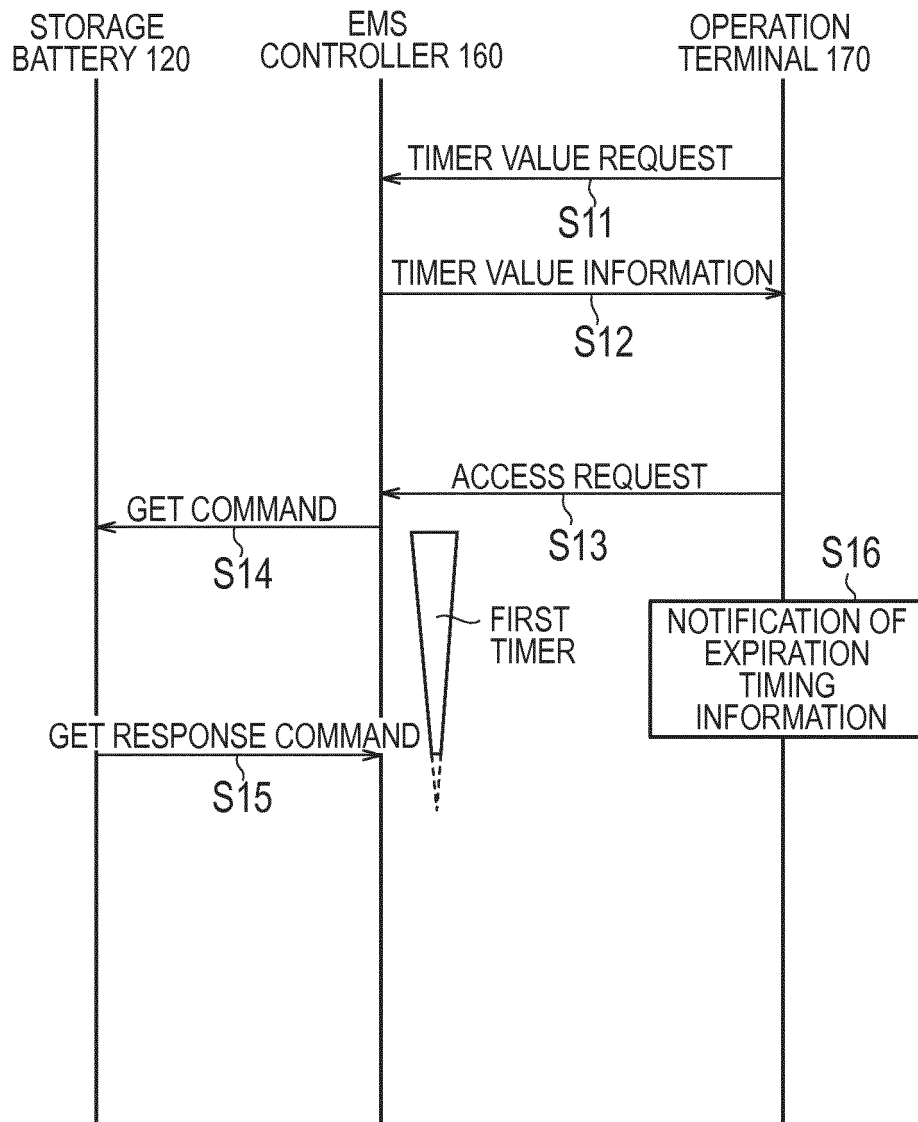 STORAGE
BATTERY 120
EMS
CONTROLLER 160
OPERATION
TERMINAL 170
TIMER VALUE REQUEST
S11
TIMER VALUE INFORMATION
S12
ACCESS REQUEST
S13
GET COMMAND
S14
FIRST
TIMER
S16
NOTIFICATION OF
EXPIRATION
TIMING
INFORMATION
GET RESPONSE COMMAND
S15